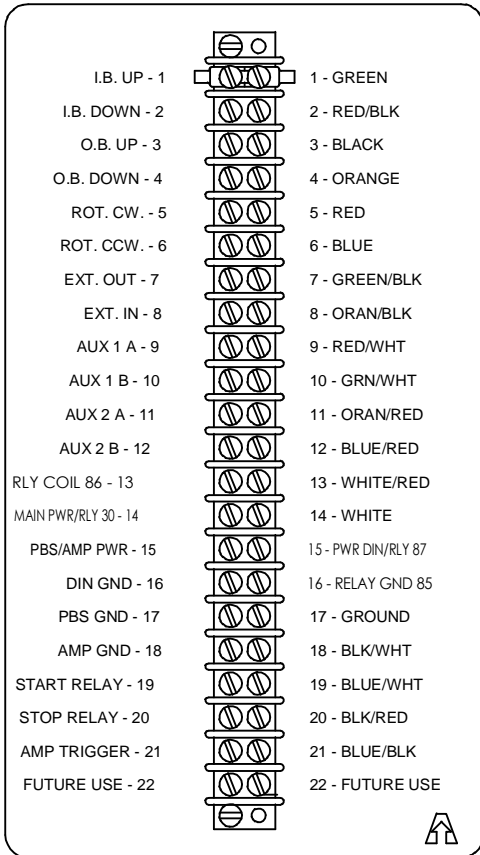 I.B. UP - 1 1 - GREEN
I.B. DOWN - 2 2 - RED/BLK
O.B. UP - 3 3 - BLACK
O.B. DOWN - 4 4 - ORANGE
ROT. CW. - 5 5 - RED
ROT. CCW. - 6 6 - BLUE
EXT. OUT - 7 7 - GREEN/BLK
EXT. IN - 8 8 - ORAN/BLK
AUX 1 A - 9 9 - RED/WHT
AUX 1 B - 10 10 - GRN/WHT
AUX 2 A - 11 11 - ORAN/RED
AUX 2 B - 12 12 - BLUE/RED
RLY COIL 86 - 13 13 - WHITE/RED
MAIN PWR/RLY 30 - 14 14 - WHITE
PBS/AMP PWR - 15 15 - PWR DIN/RLY 87
DIN GND - 16 16 - RELAY GND 85
PBS GND - 17 17 - GROUND
AMP GND - 18 18 - BLK/WHT
START RELAY - 19 19 - BLUE/WHT
STOP RELAY - 20 20 - BLK/RED
AMP TRIGGER - 21 21 - BLUE/BLK
FUTURE USE - 22 22 - FUTURE USE